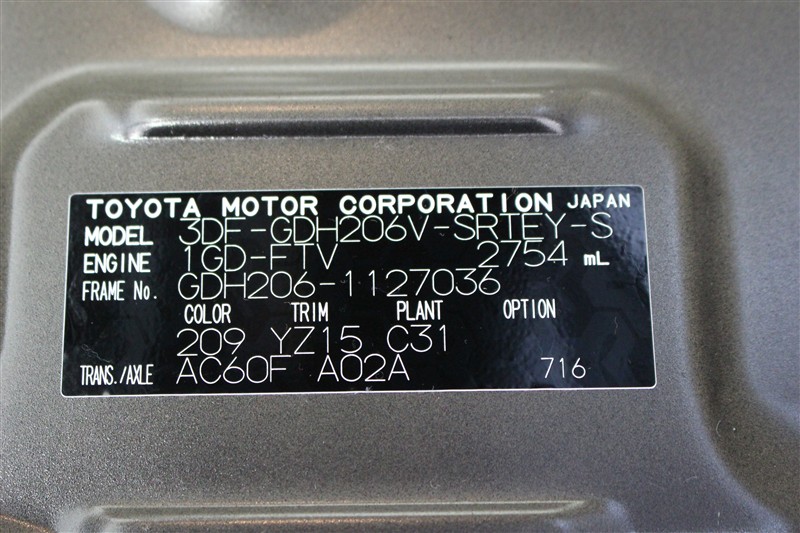 TOYOTA MOTOR CORPORATION JAPAN
MODEL 3DF-GDH206V-SRTEY-S
ENGINE 1GD-FTV 2754 mL
FRAME No. GDH206-1127036
COLOR TRIM PLANT OPTION
209 YZ15 C31
TRANS./AXLE AC60F A02A 716